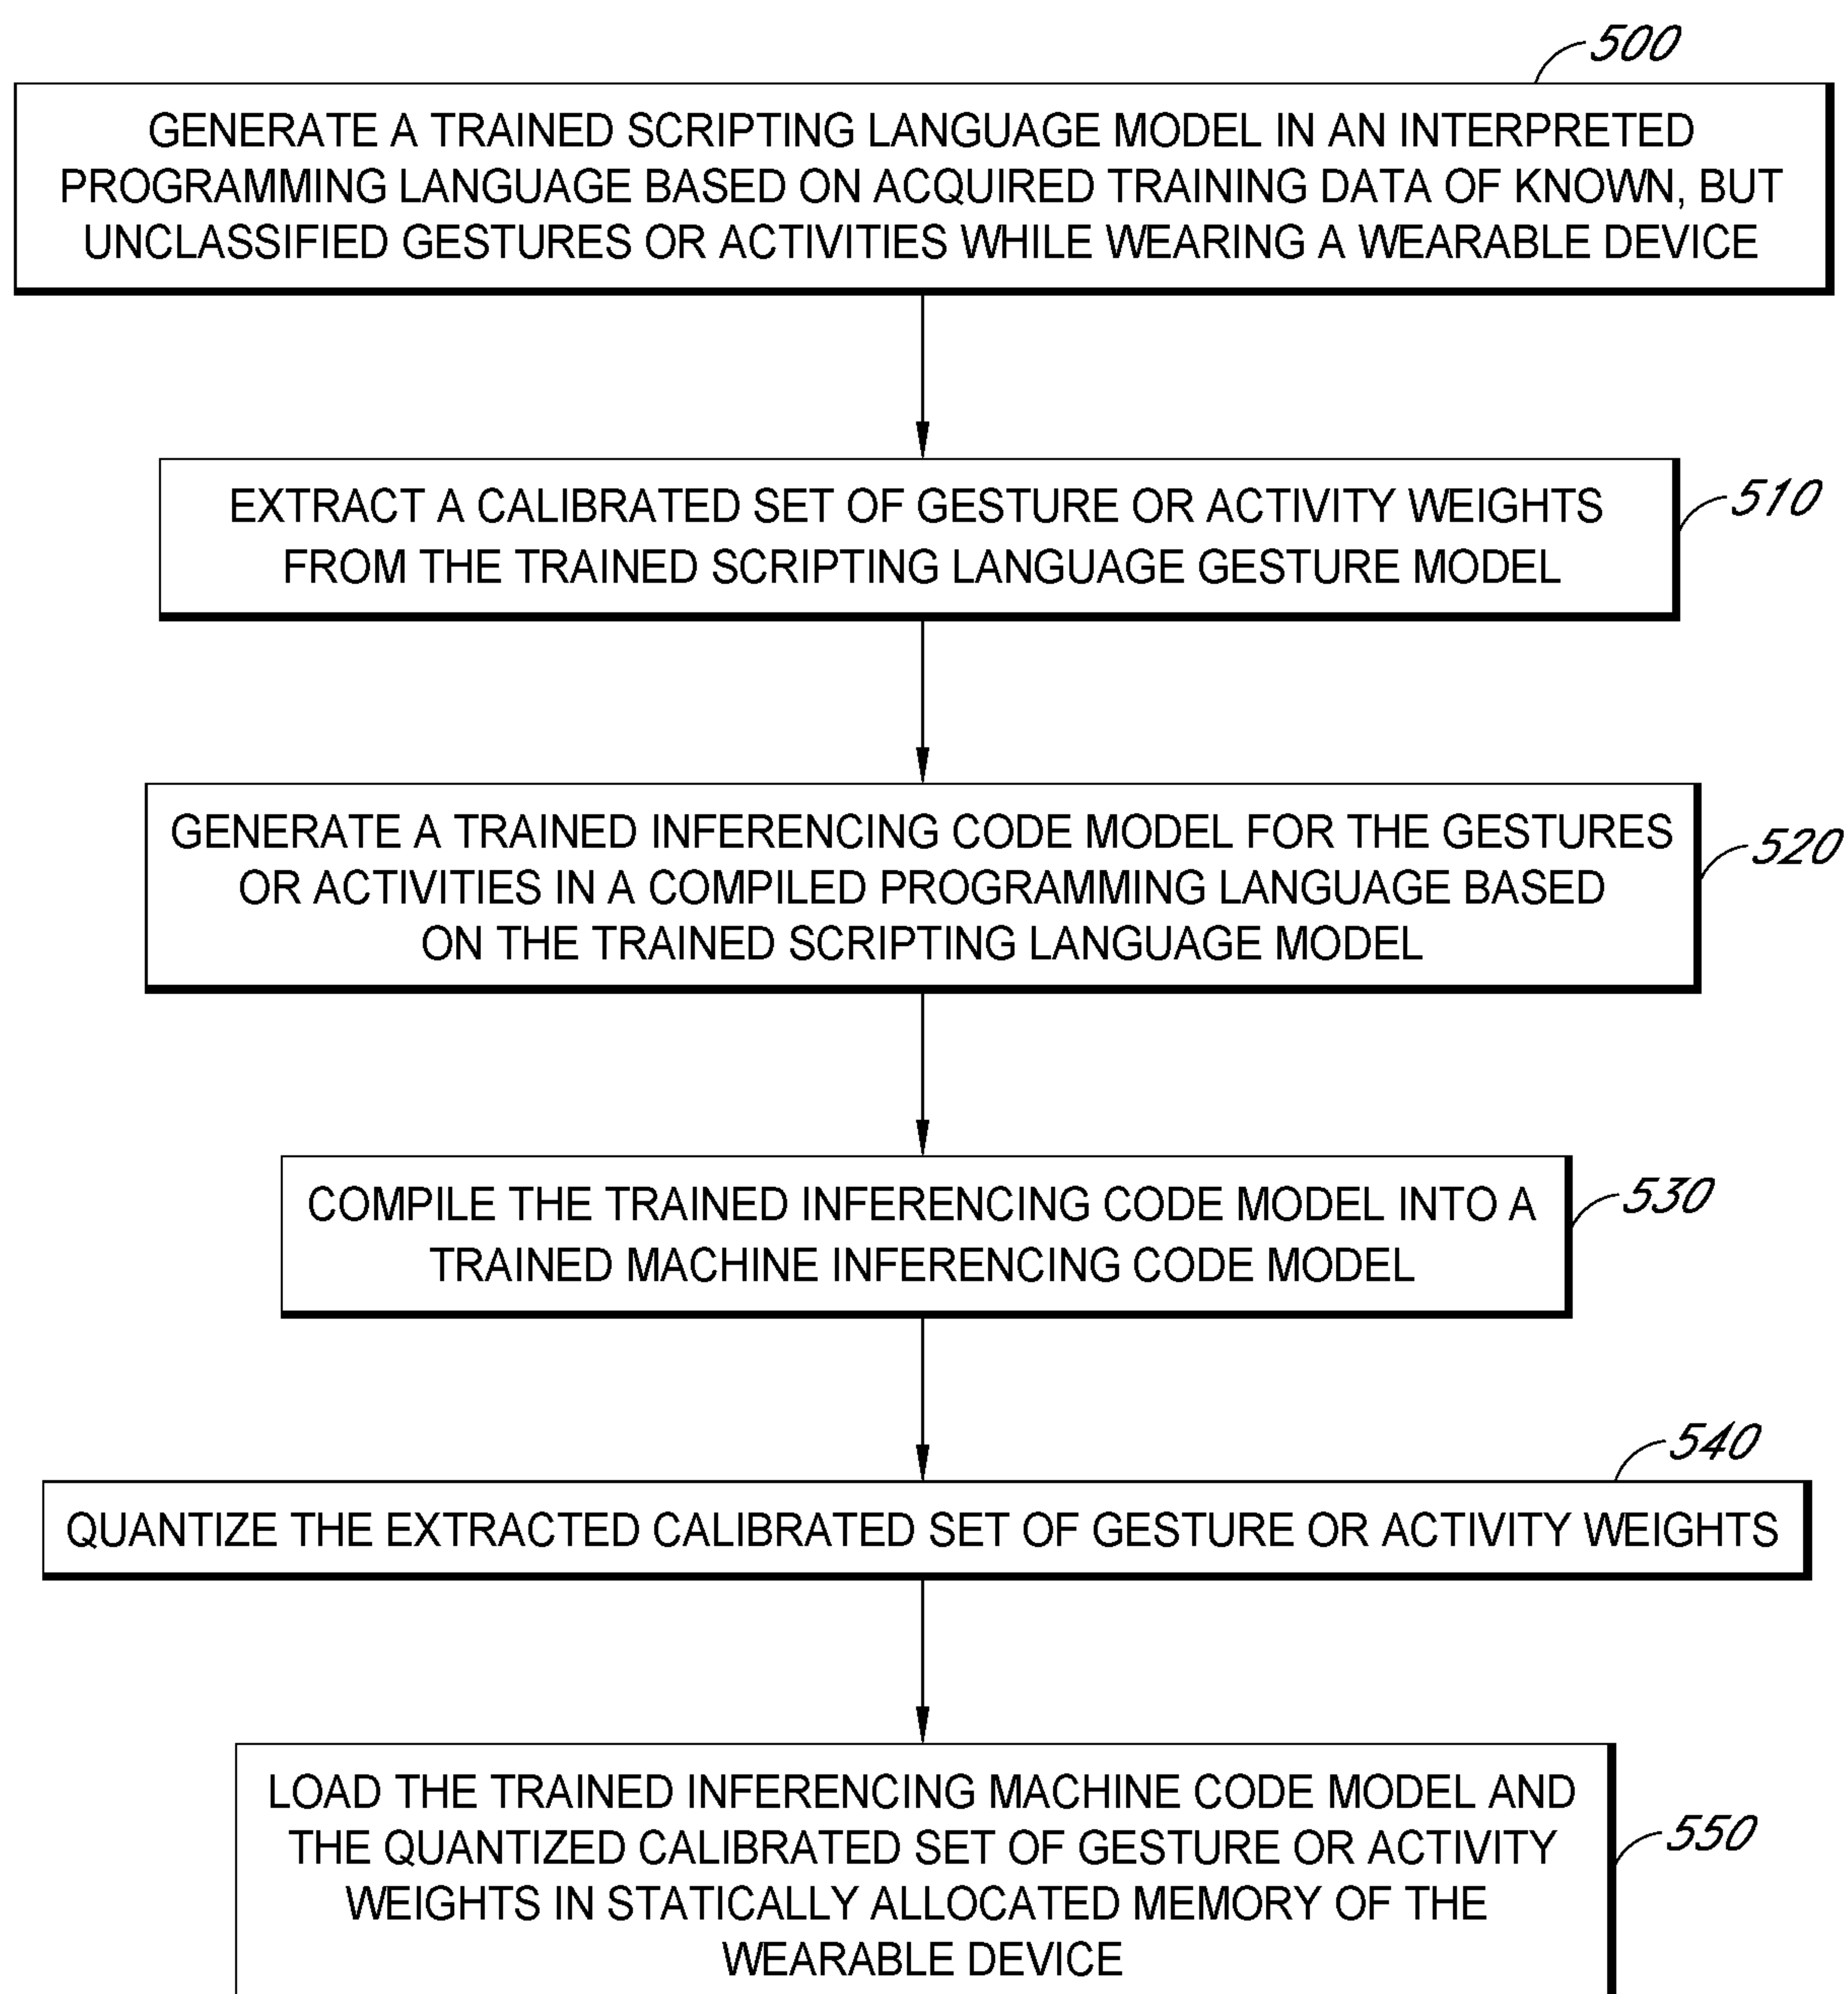 500
GENERATE A TRAINED SCRIPTING LANGUAGE MODEL IN AN INTERPRETED
PROGRAMMING LANGUAGE BASED ON ACQUIRED TRAINING DATA OF KNOWN, BUT
UNCLASSIFIED GESTURES OR ACTIVITIES WHILE WEARING A WEARABLE DEVICE
EXTRACT A CALIBRATED SET OF GESTURE OR ACTIVITY WEIGHTS
FROM THE TRAINED SCRIPTING LANGUAGE GESTURE MODEL
510
GENERATE A TRAINED INFERENCING CODE MODEL FOR THE GESTURES
OR ACTIVITIES IN A COMPILED PROGRAMMING LANGUAGE BASED
ON THE TRAINED SCRIPTING LANGUAGE MODEL
520
COMPILE THE TRAINED INFERENCING CODE MODEL INTO A
TRAINED MACHINE INFERENCING CODE MODEL
530
540
QUANTIZE THE EXTRACTED CALIBRATED SET OF GESTURE OR ACTIVITY WEIGHTS
LOAD THE TRAINED INFERENCING MACHINE CODE MODEL AND
THE QUANTIZED CALIBRATED SET OF GESTURE OR ACTIVITY
WEIGHTS IN STATICALLY ALLOCATED MEMORY OF THE
WEARABLE DEVICE
550